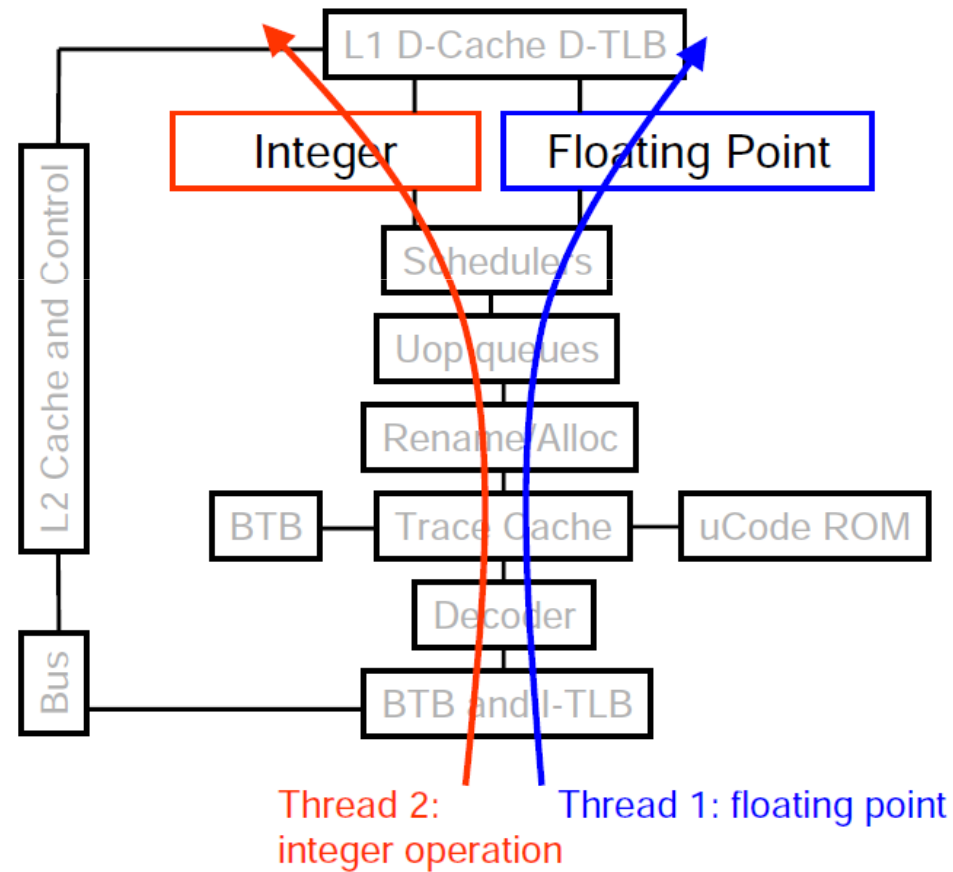 L1 D-Cache D-TLB
Integer
Floating Point
L2 Cache and Control
Schedulers
Uop queues
Rename/Alloc
BTB
Trace Cache
uCode ROM
Decoder
Bus
BTB and I-TLB
Thread 2:
integer operation
Thread 1: floating point